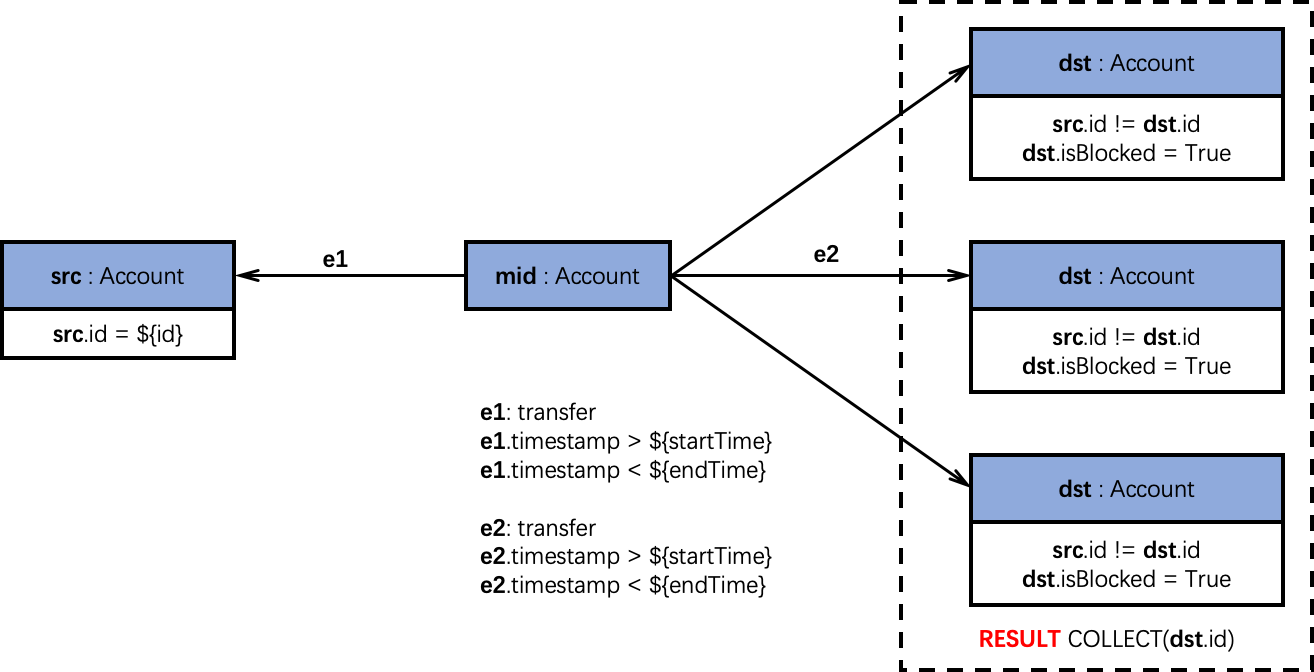 src : Account
src.id = ${id}
e1
mid : Account
e1: transfer
e1.timestamp > ${startTime}
e1.timestamp < ${endTime}
e2: transfer
e2.timestamp > ${startTime}
e2.timestamp < ${endTime}
e2
dst : Account
src.id != dst.id
dst.isBlocked = True
dst : Account
src.id != dst.id
dst.isBlocked = True
dst : Account
src.id != dst.id
dst.isBlocked = True
RESULT COLLECT(dst.id)